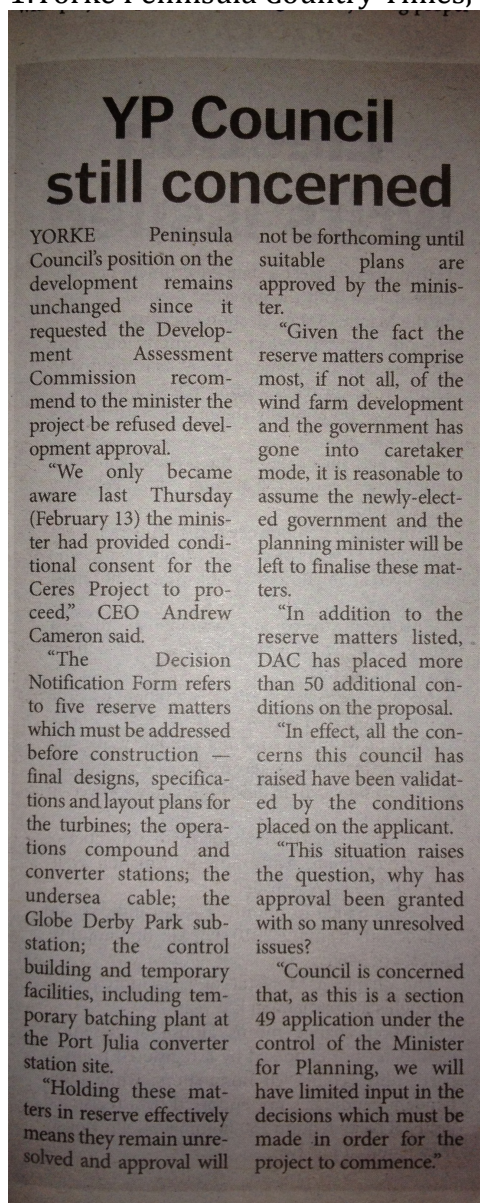 1. Yorke Peninsula Country Times,
YP Council
still concerned
YORKE Peninsula
Council's position on the
development remains
unchanged since it
requested the Develop-
ment Assessment
Commission recom-
mend to the minister the
project be refused devel-
opment approval.
"We only became
aware last Thursday
(February 13) the minis-
ter had provided condi-
tional consent for the
Ceres Project to pro-
ceed," CEO Andrew
Cameron said.
"The Decision
Notification Form refers
to five reserve matters
which must be addressed
before construction —
final designs, specifica-
tions and layout plans for
the turbines; the opera-
tions compound and
converter stations; the
undersea cable; the
Globe Derby Park sub-
station; the control
building and temporary
facilities, including tem-
porary batching plant at
the Port Julia converter
station site.
"Holding these mat-
ters in reserve effectively
means they remain unre-
solved and approval will
not be forthcoming until
suitable plans are
approved by the minis-
ter.
"Given the fact the
reserve matters comprise
most, if not all, of the
wind farm development
and the government has
gone into caretaker
mode, it is reasonable to
assume the newly-elect-
ed government and the
planning minister will be
left to finalise these mat-
ters.
"In addition to the
reserve matters listed,
DAC has placed more
than 50 additional con-
ditions on the proposal.
"In effect, all the con-
cerns this council has
raised have been validat-
ed by the conditions
placed on the applicant.
"This situation raises
the question, why has
approval been granted
with so many unresolved
issues?
"Council is concerned
that, as this is a section
49 application under the
control of the Minister
for Planning, we will
have limited input in the
decisions which must be
made in order for the
project to commence."